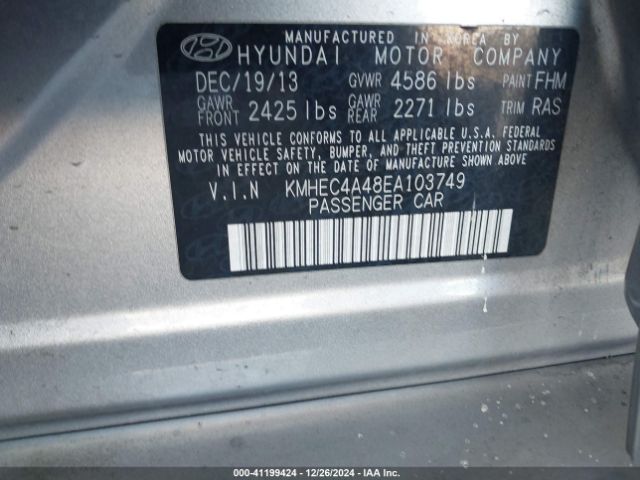 MANUFACTURED IN KOREA BY
HYUNDAI MOTOR COMPANY
DEC/19/13 GVWR 4586 lbs PAINT FHM
GAWR FRONT 2425 lbs GAWR REAR 2271 lbs TRIM RAS
THIS VEHICLE CONFORMS TO ALL APPLICABLE U.S.A. FEDERAL
MOTOR VEHICLE SAFETY, BUMPER, AND THEFT PREVENTION STANDARDS
IN EFFECT ON THE DATE OF MANUFACTURE SHOWN ABOVE.
V.I.N KMHEC4A48EA103749
PASSENGER CAR
000-41199424 - 12/26/2024 - IAA Inc.